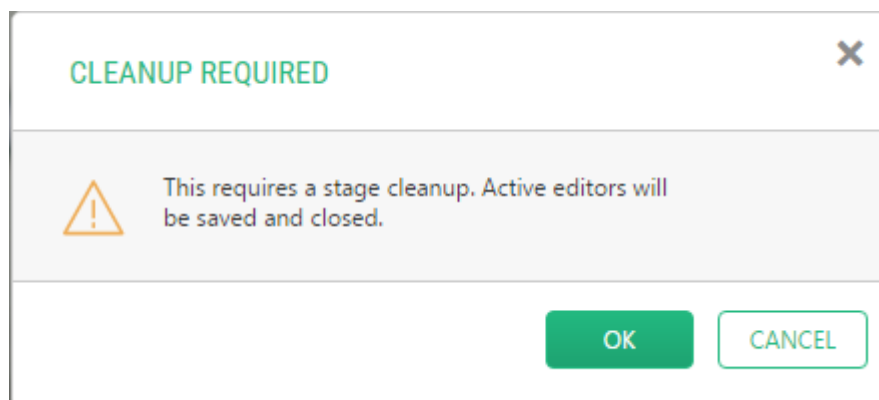 CLEANUP REQUIRED
This requires a stage cleanup. Active editors will
be saved and closed.
OK
CANCEL